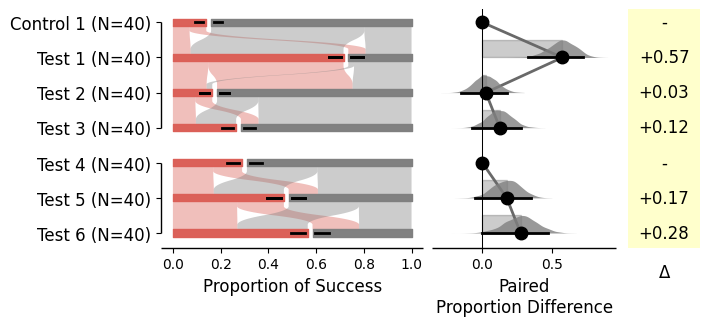 Control 1 (N=40)
-
Test 1 (N=40)
+0.57
Test 2 (N=40)
+0.03
Test 3 (N=40)
+0.12
Test 4 (N=40)
-
Test 5 (N=40)
+0.17
Test 6 (N=40)
+0.28
0.0 0.2 0.4 0.6 0.8 1.0
0.0 0.5
Δ
Proportion of Success
Paired
Proportion Difference